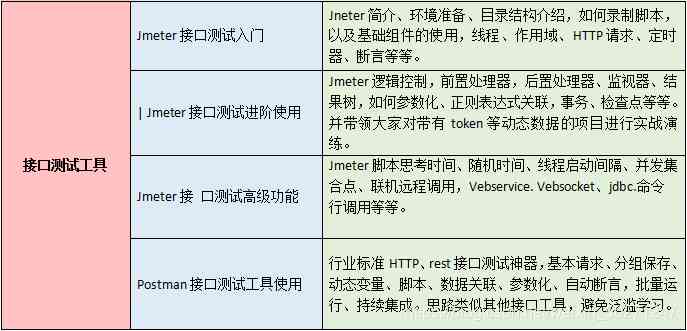 接口测试工具
Jmeter 接口测试入门
Jneter 简介、环境准备、目录结构介绍，如何录制脚本，
以及基础组件的使用，线程、作用域、HTTP 请求、定时
器、断言等等。
| Jmeter 接口测试进阶使用
Jmeter 逻辑控制，前置处理器，后置处理器、监视器、结
果树，如何参数化、正则表达式关联，事务、检查点等等。
并带领大家对带有 token 等动态数据的项目进行实战演
练。
Jmeter 接 口测试高级功能
Jmeter 脚本思考时间、随机时间、线程启动间隔、并发集
合点、联机远程调用，Vebservice. Vebsocket、jdbc.命令
行调用等等。
Postman 接口测试工具使用
行业标准 HTTP、rest 接口测试神器，基本请求、分组保存、
动态变量、脚本、数据关联、参数化、自动断言，批量运
行、持续集成。思路类似其他接口工具，避免泛滥学习。